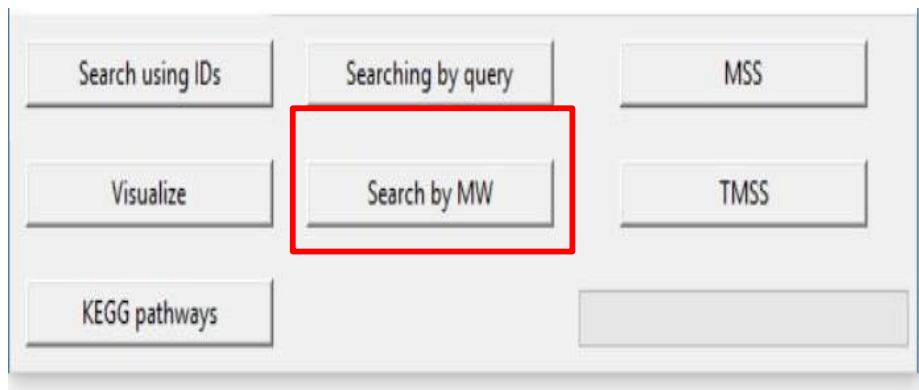 Search using IDs
Searching by query
MSS
Visualize
Search by MW
TMSS
KEGG pathways